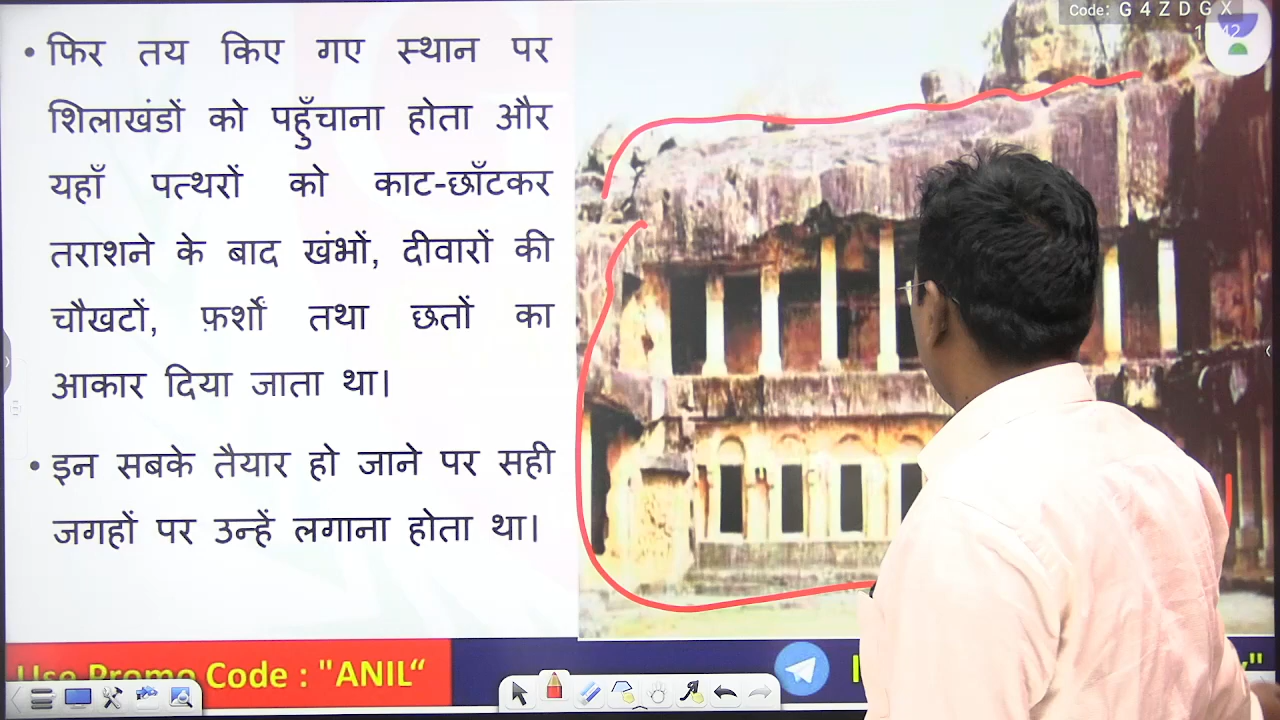 Code: G 4 Z D G X
• फिर तय किए गए स्थान पर
शिलाखंडों को पहुँचाना होता और
यहाँ पत्थरों को काट-छाँटकर
तराशने के बाद खंभों, दीवारों की
चौखटों, फ़र्शों तथा छतों का
आकार दिया जाता था।
• इन सबके तैयार हो जाने पर सही
जगहों पर उन्हें लगाना होता था।
Use Promo Code : "ANIL“